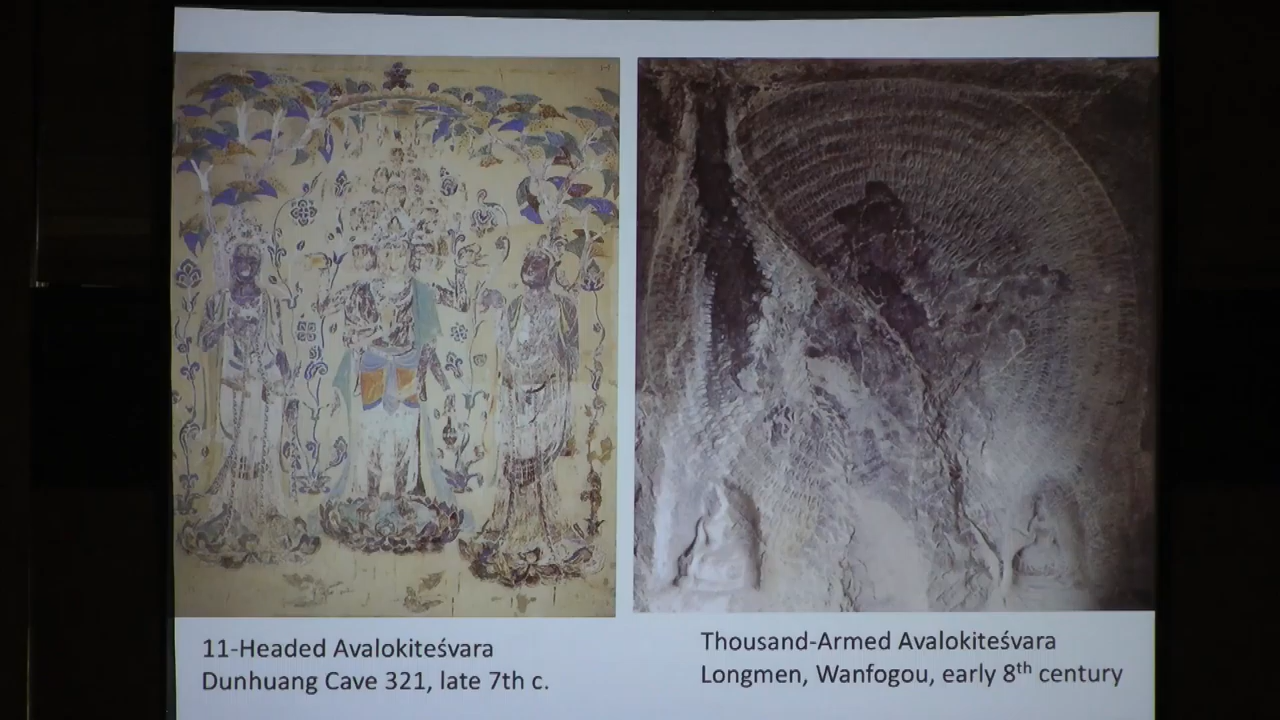 11-Headed Avalokiteśvara
Dunhuang Cave 321, late 7th c.
Thousand-Armed Avalokiteśvara
Longmen, Wanfogou, early 8th century